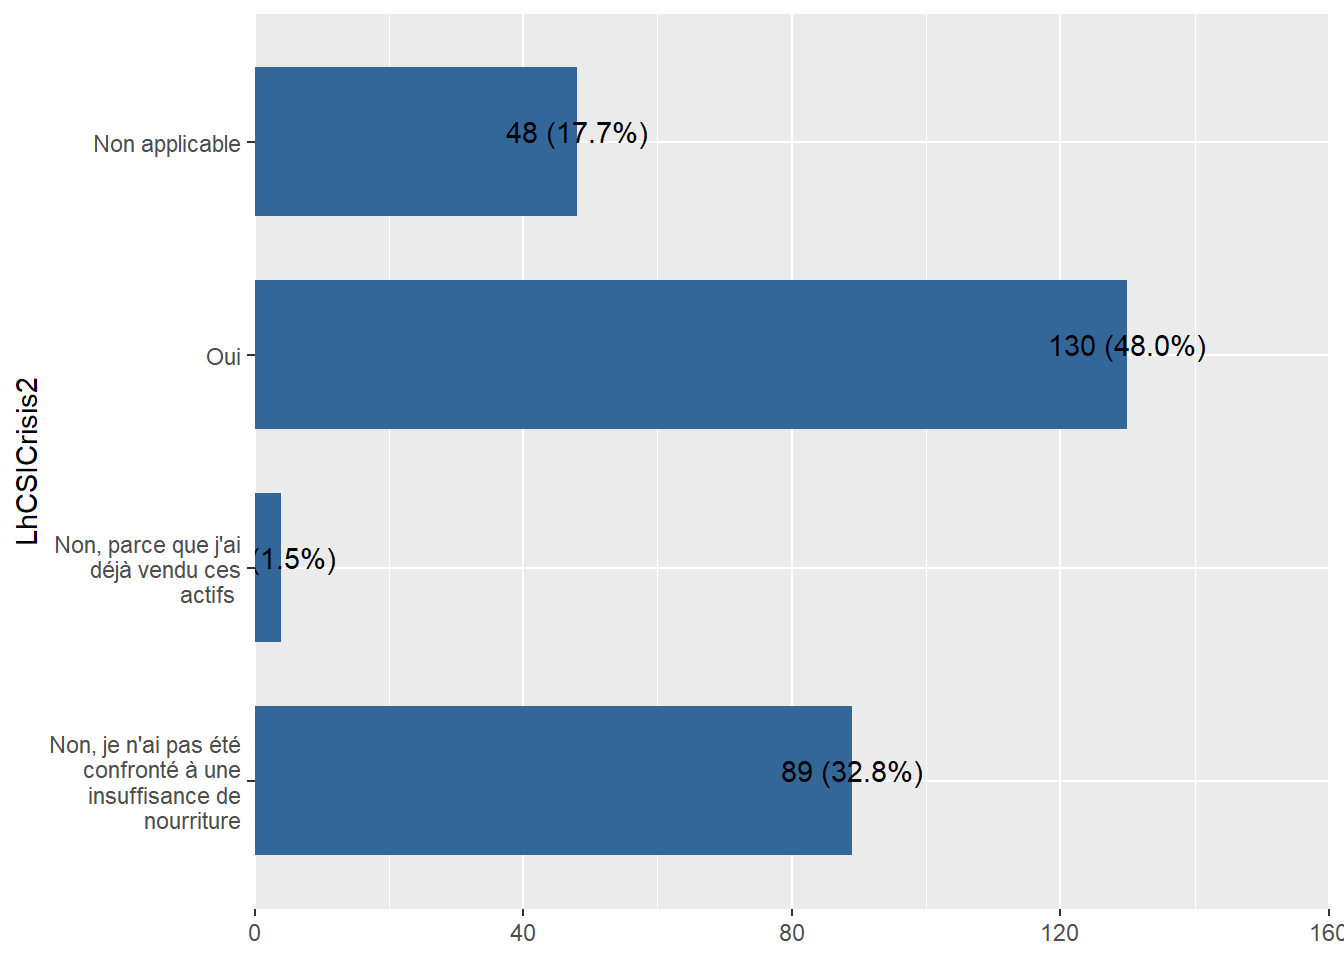 LhCSICrisis2
Non applicable
48 (17.7%)
Oui
130 (48.0%)
Non, parce que j'ai
déjà vendu ces
actifs
(1.5%)
Non, je n'ai pas été
confronté à une
insuffisance de
nourriture
89 (32.8%)
0 40 80 120 160